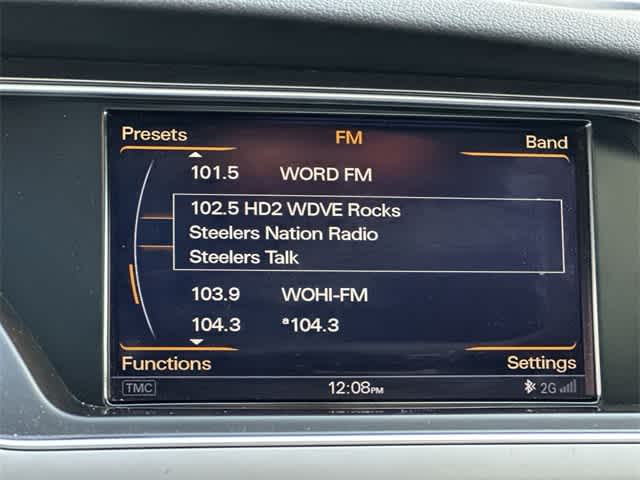 Presets FM Band
101.5 WORD FM
102.5 HD2 WDVE Rocks
Steelers Nation Radio
Steelers Talk
103.9 WOHI-FM
104.3 ª104.3
Functions Settings
TMC 12:08PM 2G